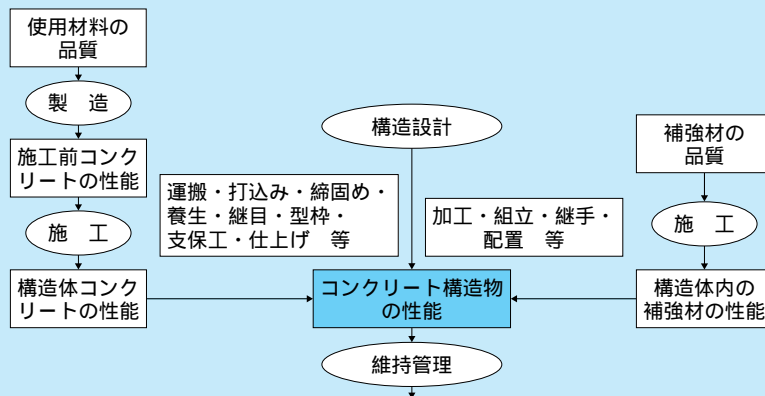 使用材料の
品質
製　造
施工前コンク
リートの性能
施　工
構造体コンク
リートの性能
運搬・打込み・締固め・
養生・継目・型枠・
支保工・仕上げ　等
構造設計
加工・組立・継手・
配置　等
補強材の
品質
施　工
構造体内の
補強材の性能
コンクリート構造物
の性能
維持管理